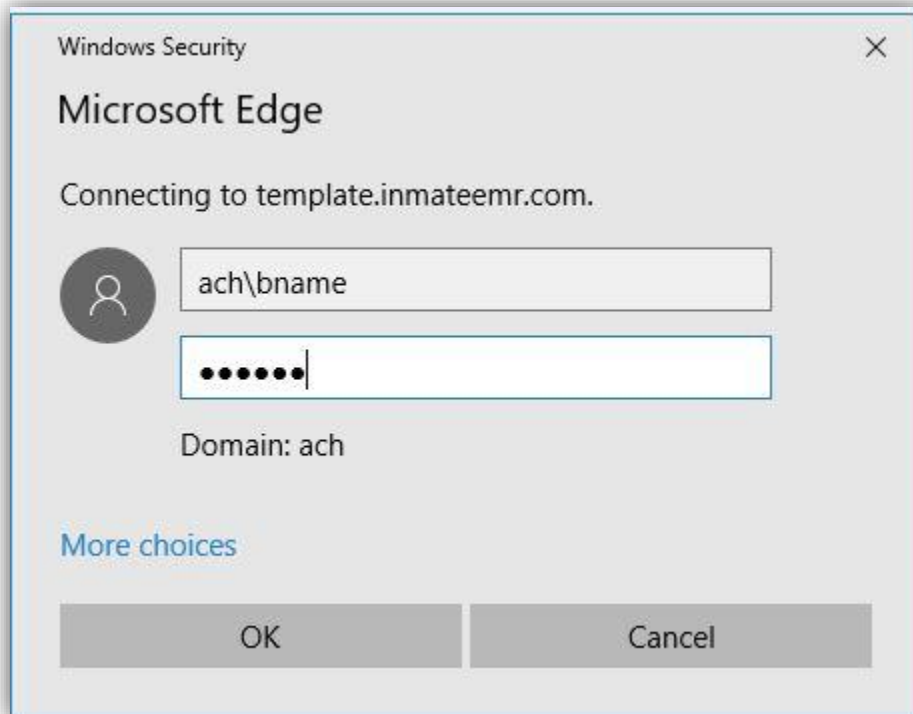 Windows Security
Microsoft Edge
Connecting to template.inmateemr.com.
ach\bname
••••••
Domain: ach
More choices
OK
Cancel